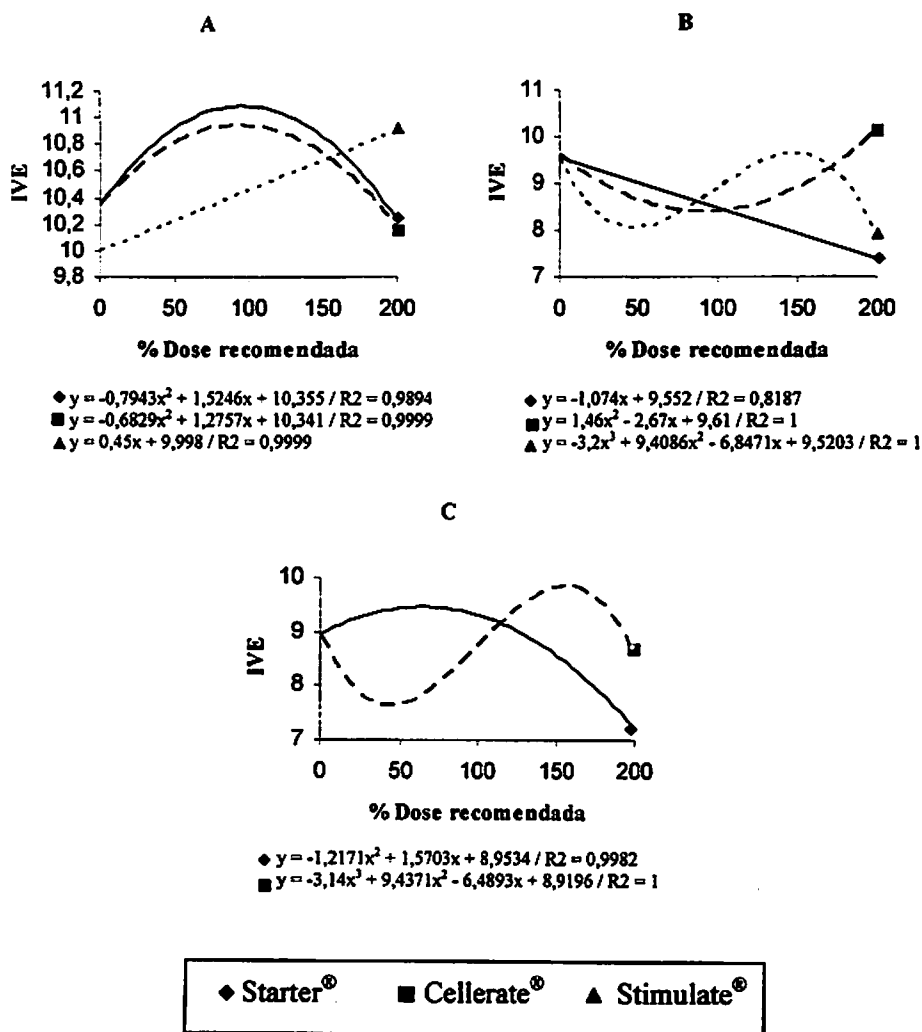 A
IVE
11,2
11
10,8
10,6
10,4
10,2
10
9,8
0 50 100 150 200
% Dose recomendada
◆ y = -0,7943x² + 1,5246x + 10,355 / R2 = 0,9894
■ y = -0,6829x² + 1,2757x + 10,341 / R2 = 0,9999
▲ y = 0,45x + 9,998 / R2 = 0,9999
B
IVE
11
10
9
8
7
0 50 100 150 200
% Dose recomendada
◆ y = -1,074x + 9,552 / R2 = 0,8187
■ y = 1,46x² - 2,67x + 9,61 / R2 = 1
▲ y = -3,2x³ + 9,4086x² - 6,8471x + 9,5203 / R2 = 1
C
IVE
10
9
8
7
0 50 100 150 200
% Dose recomendada
◆ y = -1,2171x² + 1,5703x + 8,9534 / R2 = 0,9982
■ y = -3,14x³ + 9,4371x² - 6,4893x + 8,9196 / R2 = 1
◆ Starter® ■ Cellerate® ▲ Stimulate®